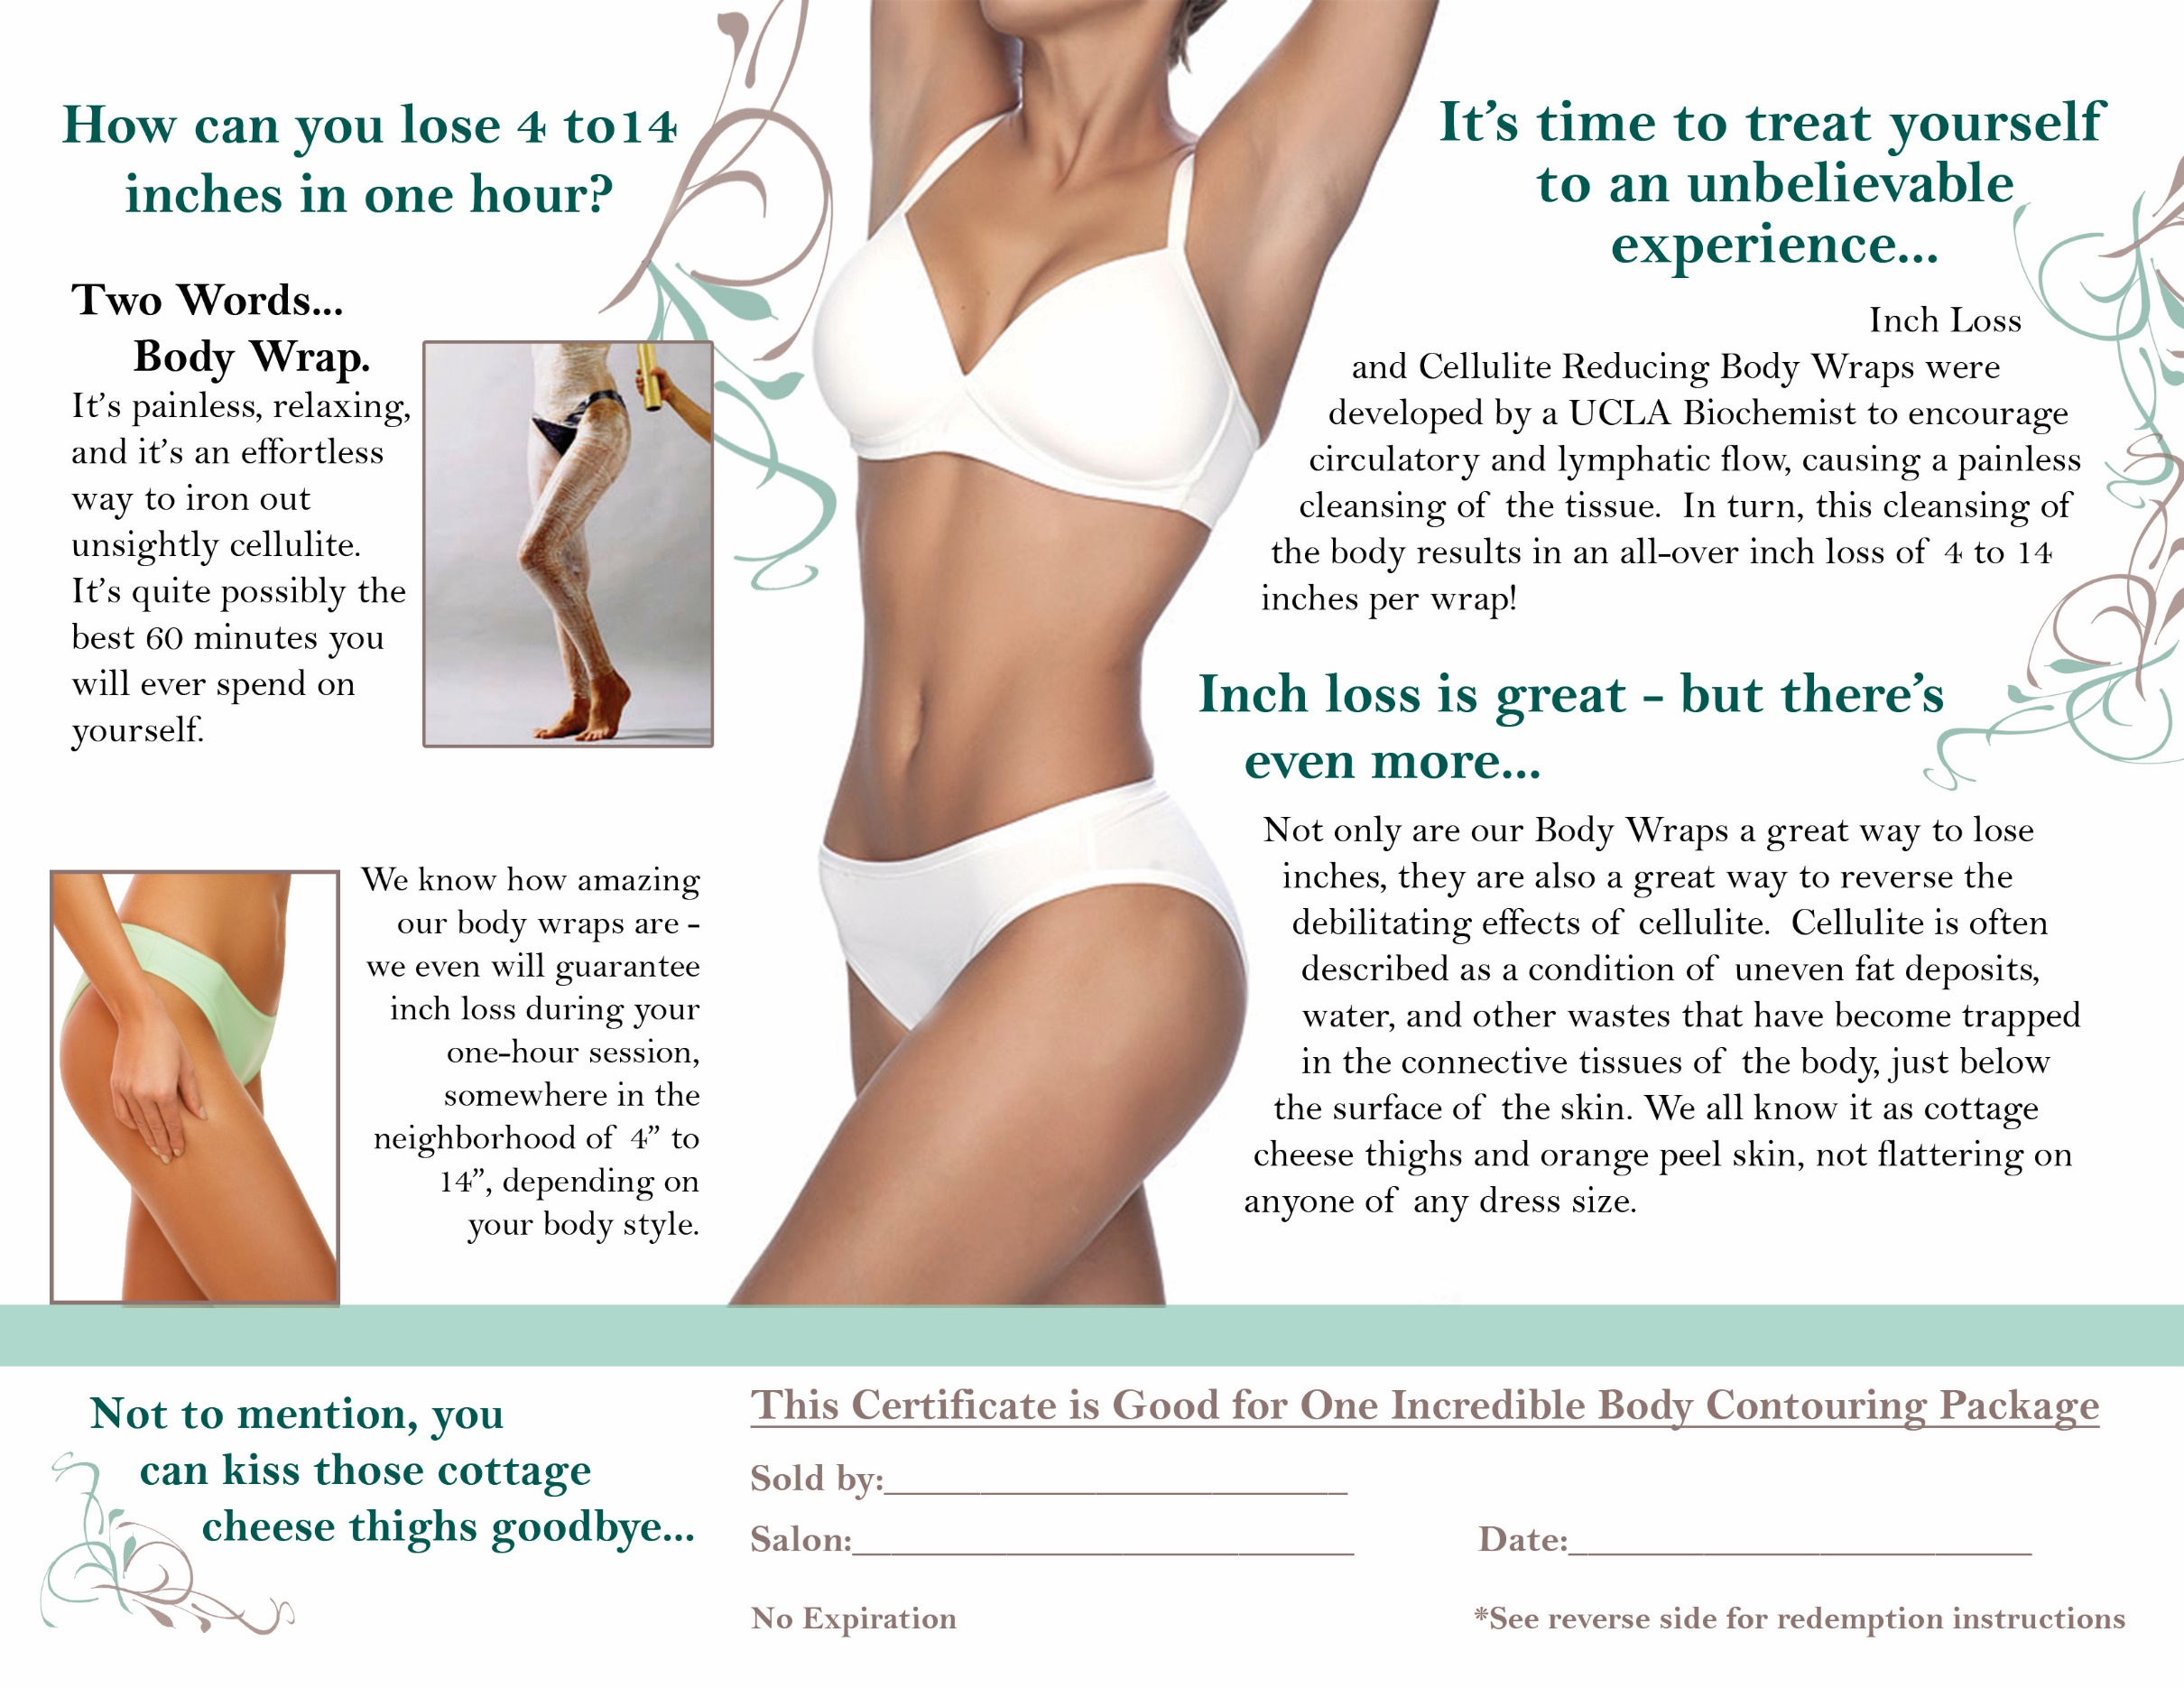 How can you lose 4 to14
inches in one hour?
Two Words...
Body Wrap.
It's painless, relaxing,
and it's an effortless
way to iron out
unsightly cellulite.
It's quite possibly the
best 60 minutes you
will ever spend on
yourself.
We know how amazing
our body wraps are -
we even will guarantee
inch loss during your
one-hour session,
somewhere in the
neighborhood of 4” to
14”, depending on
your body style.
It’s time to treat yourself
to an unbelievable
experience...
Inch Loss
and Cellulite Reducing Body Wraps were
developed by a UCLA Biochemist to encourage
circulatory and lymphatic flow, causing a painless
cleansing of the tissue. In turn, this cleansing of
the body results in an all-over inch loss of 4 to 14
inches per wrap!
Inch loss is great - but there’s
even more...
Not only are our Body Wraps a great way to lose
inches, they are also a great way to reverse the
debilitating effects of cellulite. Cellulite is often
described as a condition of uneven fat deposits,
water, and other wastes that have become trapped
in the connective tissues of the body, just below
the surface of the skin. We all know it as cottage
cheese thighs and orange peel skin, not flattering on
anyone of any dress size.
Not to mention, you
can kiss those cottage
cheese thighs goodbye...
This Certificate is Good for One Incredible Body Contouring Package
Sold by:________________________
Salon:__________________________ Date:________________________
No Expiration *See reverse side for redemption instructions